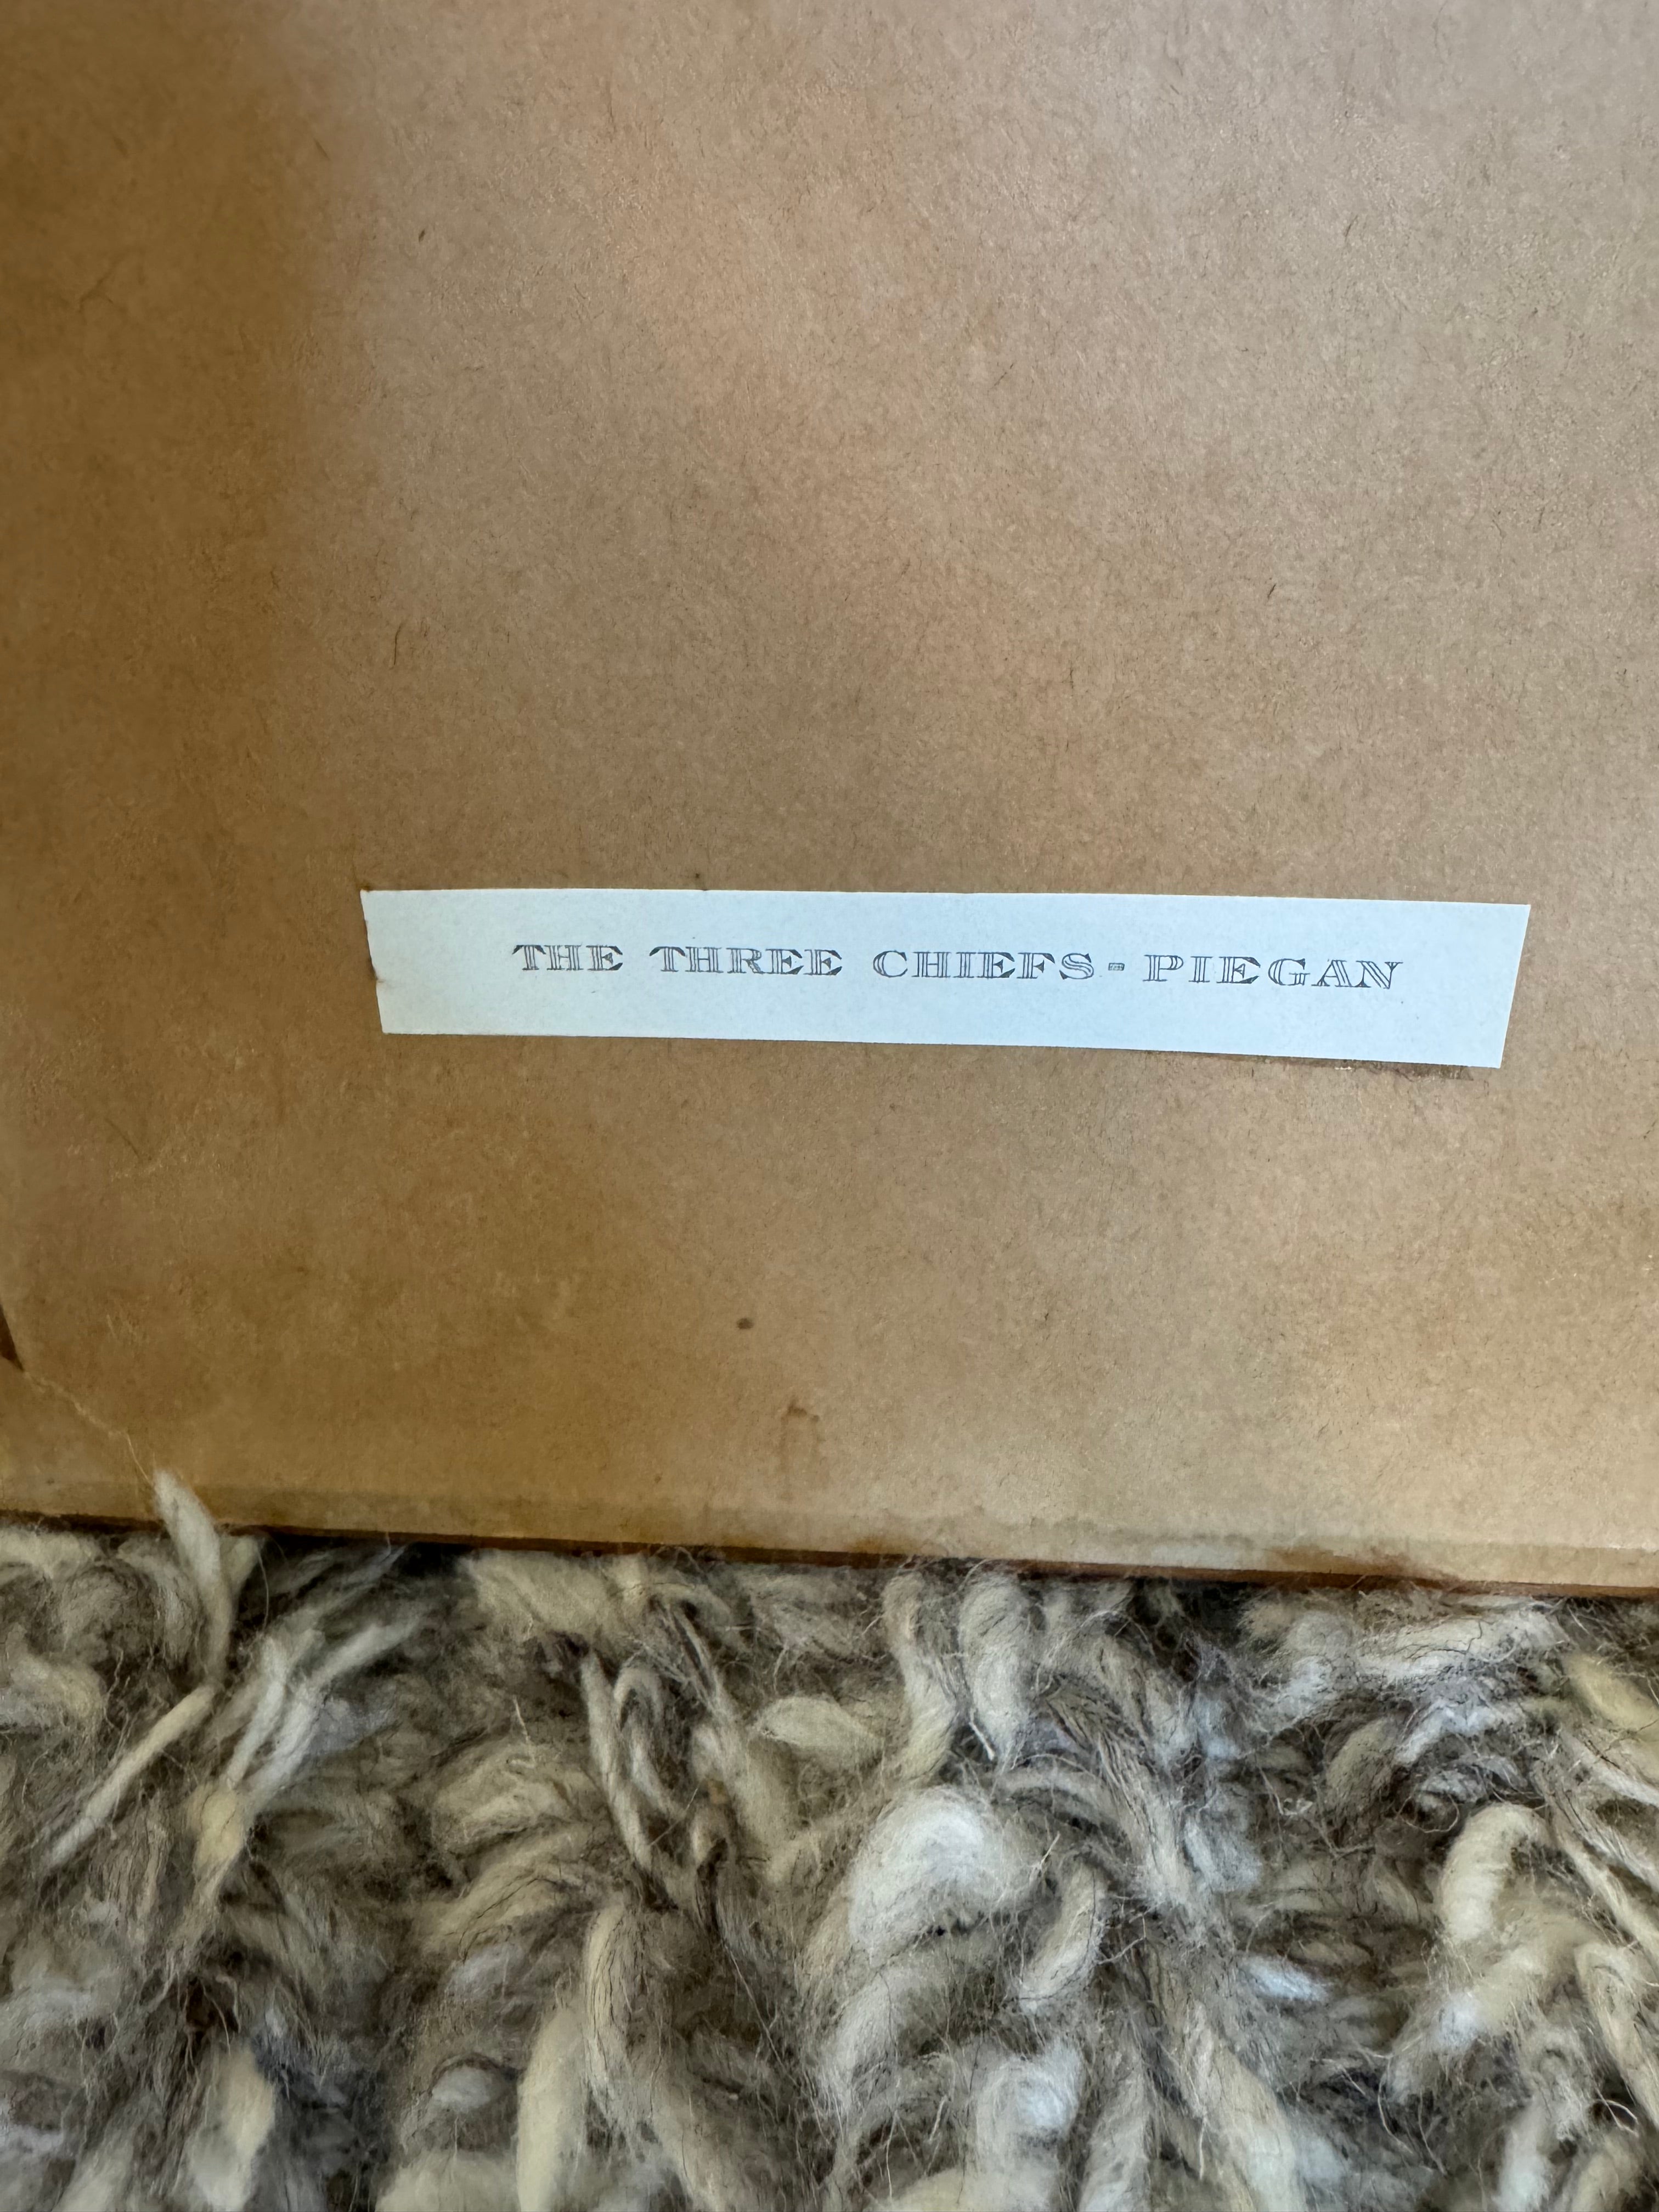 THE THREE CHIEFS - PIEGAN